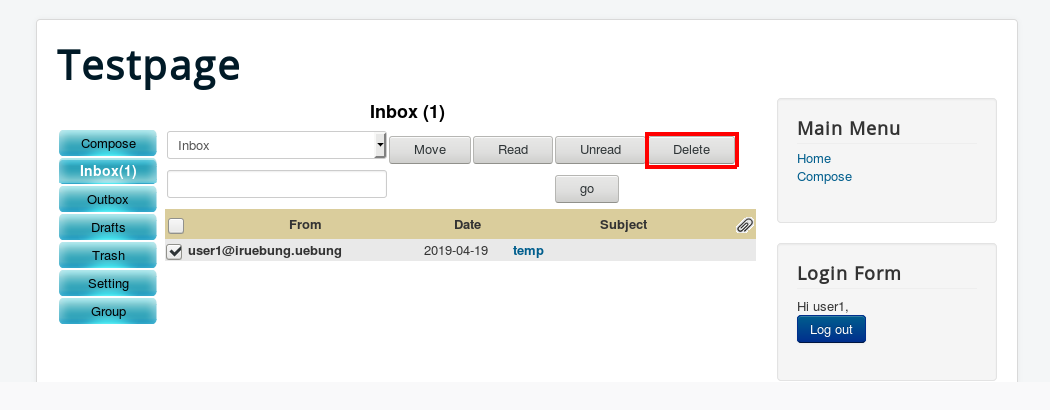 Testpage
Inbox (1)
Compose
Inbox(1)
Outbox
Drafts
Trash
Setting
Group
Inbox
Move Read Unread Delete
go
From Date Subject
user1@iruebung.uebung 2019-04-19 temp
Main Menu
Home
Compose
Login Form
Hi user1,
Log out